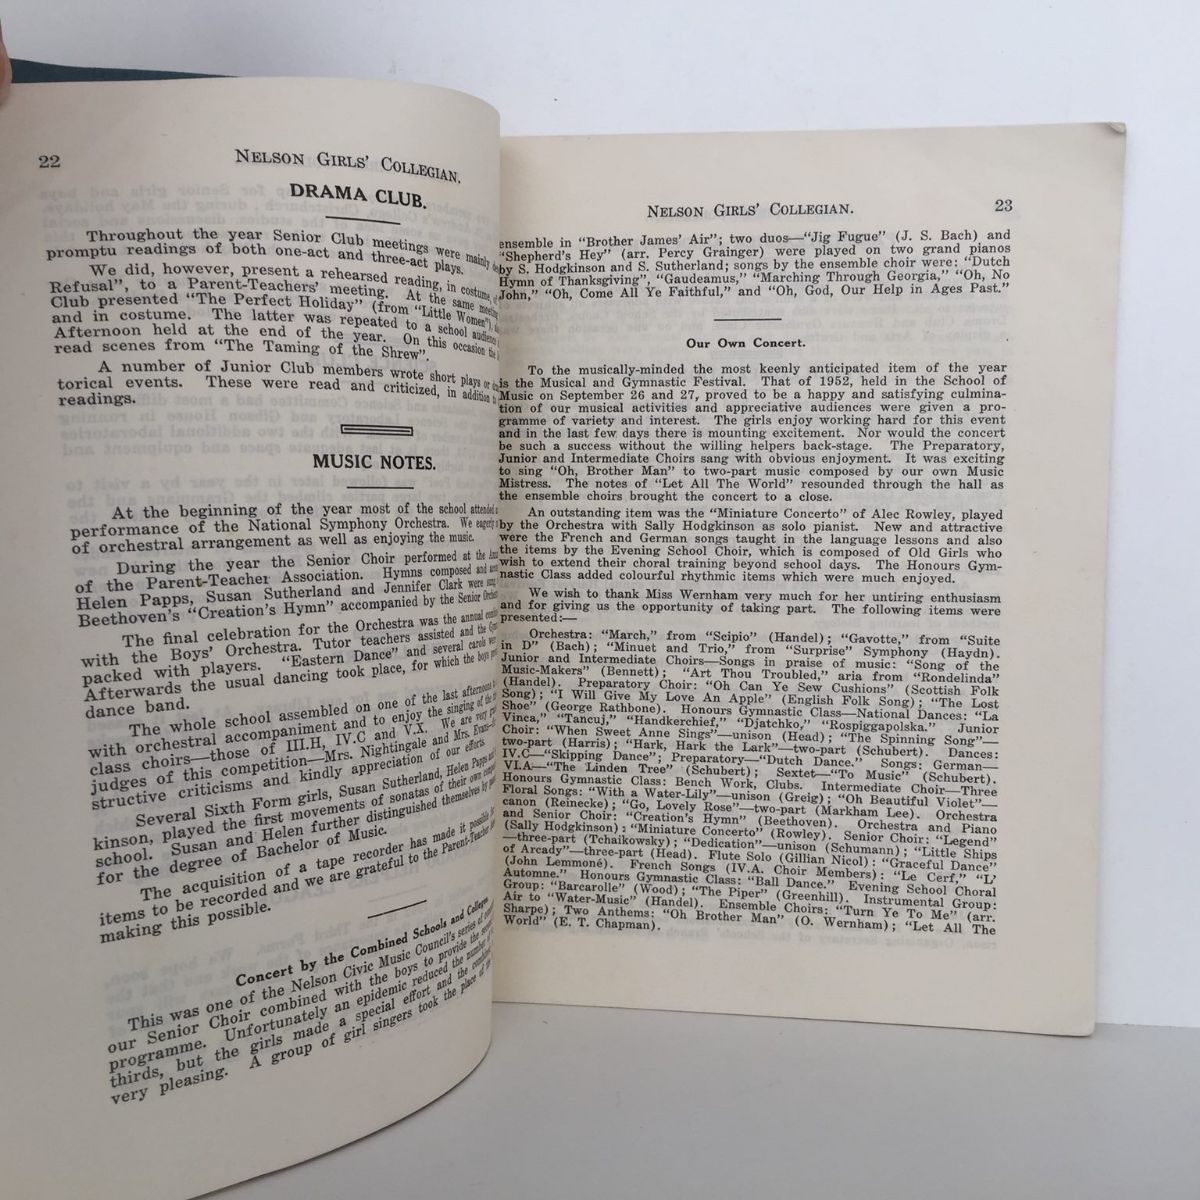 22
NELSON GIRLS' COLLEGIAN.
DRAMA CLUB.
Throughout the year Senior Club meetings were mainly
promptu readings of both one-act and three-act plays.
We did, however, present a rehearsed reading, in costume,
Refusal", to a Parent-Teachers' meeting. At the same meeting
Club presented "The Perfect Holiday" (from "Little Women"),
and in costume. The latter was repeated to a school audience
Afternoon held at the end of the year. On this occasion the
read scenes from "The Taming of the Shrew".
A number of Junior Club members wrote short plays or
torical events. These were read and criticized, in addition to
readings.
MUSIC NOTES.
At the beginning of the year most of the school attended
performance of the National Symphony Orchestra. We eagerly
of orchestral arrangement as well as enjoying the music.
During the year the Senior Choir performed at the
of the Parent-Teacher Association. Hymns composed and
Helen Papps, Susan Sutherland and Jennifer Clark were sung
Beethoven's "Creation's Hymn" accompanied by the Senior
The final celebration for the Orchestra was the annual
with the Boys' Orchestra. Tutor teachers assisted and the
packed with players. "Eastern Dance" and several carols were
Afterwards the usual dancing took place, for which the boys
dance band.
The whole school assembled on one of the last afternoons
with orchestral accompaniment and to enjoy the singing of the
class choirs—those of III.H, IV.C and V.X. We are very
judges of this competition—Mrs. Nightingale and Mrs.
structive criticisms and kindly appreciation of our efforts.
Several Sixth Form girls, Susan Sutherland, Helen Papps
kinson, played the first movements of sonatas of their own
school. Susan and Helen further distinguished themselves by
for the degree of Bachelor of Music.
The acquisition of a tape recorder has made it possible
items to be recorded and we are grateful to the Parent-Teacher
making this possible.
Concert by the Combined Schools and Colleges
This was one of the Nelson Civic Music Council's series of
our Senior Choir combined with the boys to provide the
programme. Unfortunately an epidemic reduced the number
thirds, but the girls made a special effort and the combined
very pleasing. A group of girl singers took the place of the
NELSON GIRLS' COLLEGIAN.
23
ensemble in "Brother James' Air"; two duos—"Jig Fugue" (J. S. Bach) and
"Shepherd's Hey" (arr. Percy Grainger) were played on two grand pianos
by S. Hodgkinson and S. Sutherland; songs by the ensemble choir were: "Dutch
Hymn of Thanksgiving", "Gaudeamus," "Marching Through Georgia," "Oh, No
John," "Oh, Come All Ye Faithful," and "Oh, God, Our Help in Ages Past."
Our Own Concert.
To the musically-minded the most keenly anticipated item of the year
is the Musical and Gymnastic Festival. That of 1952, held in the School of
Music on September 26 and 27, proved to be a happy and satisfying culmina-
tion of our musical activities and appreciative audiences were given a pro-
gramme of variety and interest. The girls enjoy working hard for this event
and in the last few days there is mounting excitement. Nor would the concert
be such a success without the willing helpers back-stage. The Preparatory,
Junior and Intermediate Choirs sang with obvious enjoyment. It was exciting
to sing "Oh, Brother Man" to two-part music composed by our own Music
Mistress. The notes of "Let All The World" resounded through the hall as
the ensemble choirs brought the concert to a close.
An outstanding item was the "Miniature Concerto" of Alec Rowley, played
by the Orchestra with Sally Hodgkinson as solo pianist. New and attractive
were the French and German songs taught in the language lessons and also
the items by the Evening School Choir, which is composed of Old Girls who
wish to extend their choral training beyond school days. The Honours Gym-
nastic Class added colourful rhythmic items which were much enjoyed.
We wish to thank Miss Wernham very much for her untiring enthusiasm
and for giving us the opportunity of taking part. The following items were
presented:—
Orchestra: "March," from "Scipio" (Handel); "Gavotte," from "Suite
in D" (Bach); "Minuet and Trio," from "Surprise" Symphony (Haydn).
Junior and Intermediate Choirs—Songs in praise of music: "Song of the
Music-Makers" (Bennett); "Art Thou Troubled," aria from "Rondelinda"
(Handel). Preparatory Choir: "Oh Can Ye Sew Cushions" (Scottish Folk
Song); "I Will Give My Love An Apple" (English Folk Song); "The Lost
Shoe" (George Rathbone). Honours Gymnastic Class—National Dances: "La
Vinca," "Tancuj," "Handkerchief," "Djatchko," "Rospiggapolska." Junior
Choir: "When Sweet Anne Sings"—unison (Head); "The Spinning Song"—
two-part (Harris); "Hark, Hark the Lark"—two-part (Schubert). Dances:
IV.C—"Skipping Dance"; Preparatory—"Dutch Dance." Songs: German—
VI.A—"The Linden Tree" (Schubert); Sextet—"To Music" (Schubert).
Honours Gymnastic Class: Bench Work, Clubs. Intermediate Choir—Three
Floral Songs: "With a Water-Lily"—unison (Greig); "Oh Beautiful Violet"—
canon (Reinecke); "Go, Lovely Rose"—two-part (Markham Lee). Orchestra
and Senior Choir: "Creation's Hymn" (Beethoven). Orchestra and Piano
(Sally Hodgkinson): "Miniature Concerto" (Rowley). Senior Choir: "Legend"
—three-part (Tchaikowsky); "Dedication"—unison (Schumann); "Little Ships
of Arcady"—three-part (Head). Flute Solo (Gillian Nicol): "Graceful Dance"
(John Lemmoné). French Songs (IV.A. Choir Members): "Le Cerf," "L'
Automne." Honours Gymnastic Class: "Ball Dance." Evening School Choral
Group: "Barcarolle" (Wood); "The Piper" (Greenhill). Instrumental Group:
Air to "Water-Music" (Handel). Ensemble Choirs: "Turn Ye To Me" (arr.
Sharpe); Two Anthems: "Oh Brother Man" (O. Wernham); "Let All The
World" (E. T. Chapman).